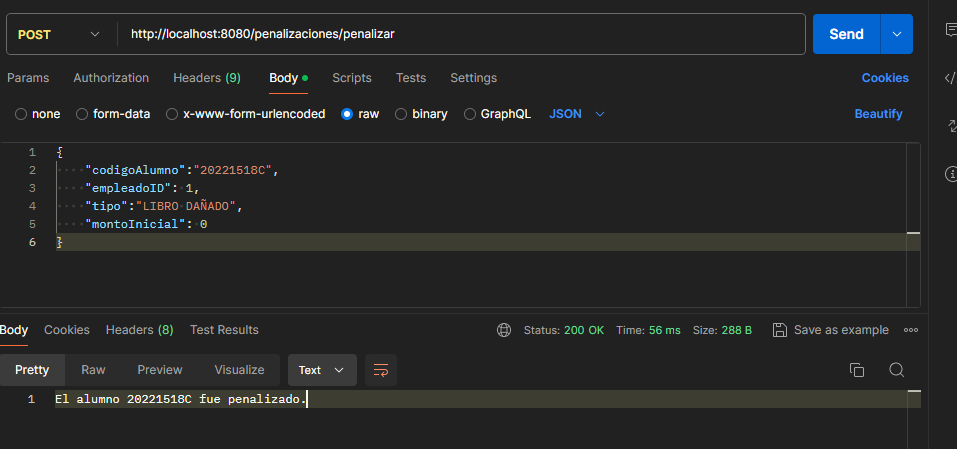 POST http://localhost:8080/penalizaciones/penalizar Send
Params Authorization Headers (9) Body Scripts Tests Settings Cookies
none form-data x-www-form-urlencoded raw binary GraphQL JSON Beautify
1 {
2 "codigoAlumno":"20221518C",
3 "empleadoID": 1,
4 "tipo":"LIBRO DAÑADO",
5 "montoInicial": 0
6 }
Body Cookies Headers (8) Test Results Status: 200 OK Time: 56 ms Size: 288 B Save as example
Pretty Raw Preview Visualize Text
1 El alumno 20221518C fue penalizado.